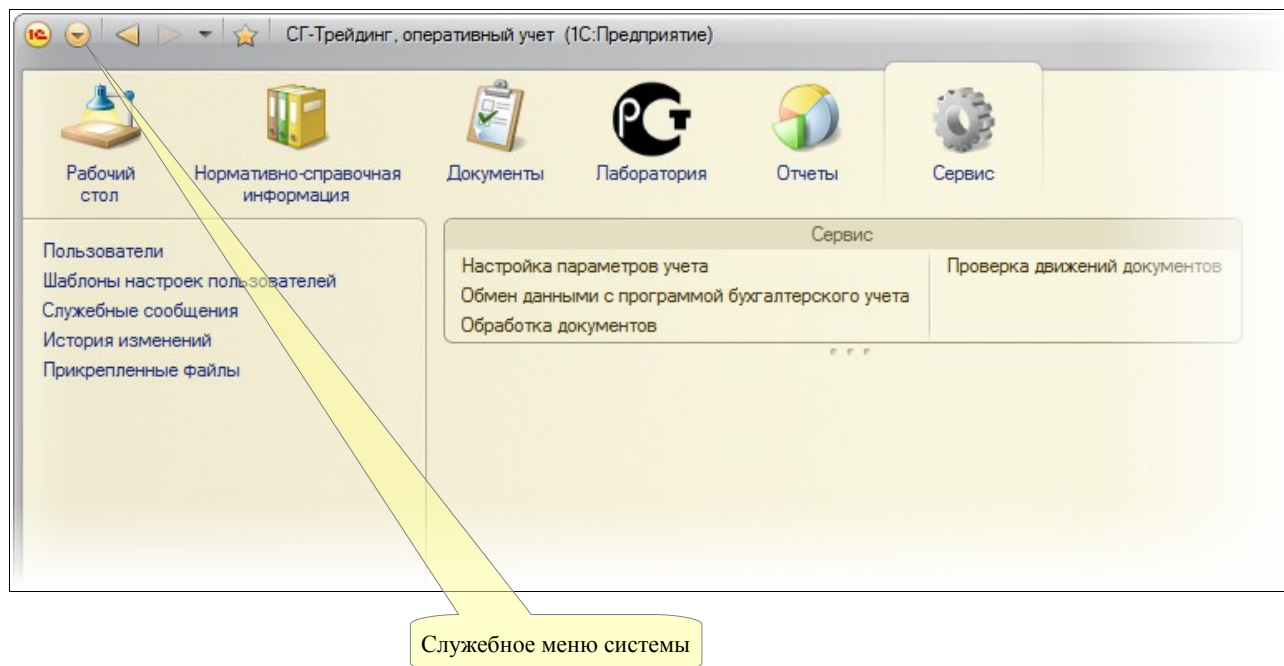 1С СГ-Трейдинг, оперативный учет (1С:Предприятие)
Рабочий стол
Нормативно-справочная информация
Документы
РСТ
Лаборатория
Отчеты
Сервис
Пользователи
Шаблоны настроек пользователей
Служебные сообщения
История изменений
Прикрепленные файлы
Сервис
Настройка параметров учета
Проверка движений документов
Обмен данными с программой бухгалтерского учета
Обработка документов
Служебное меню системы